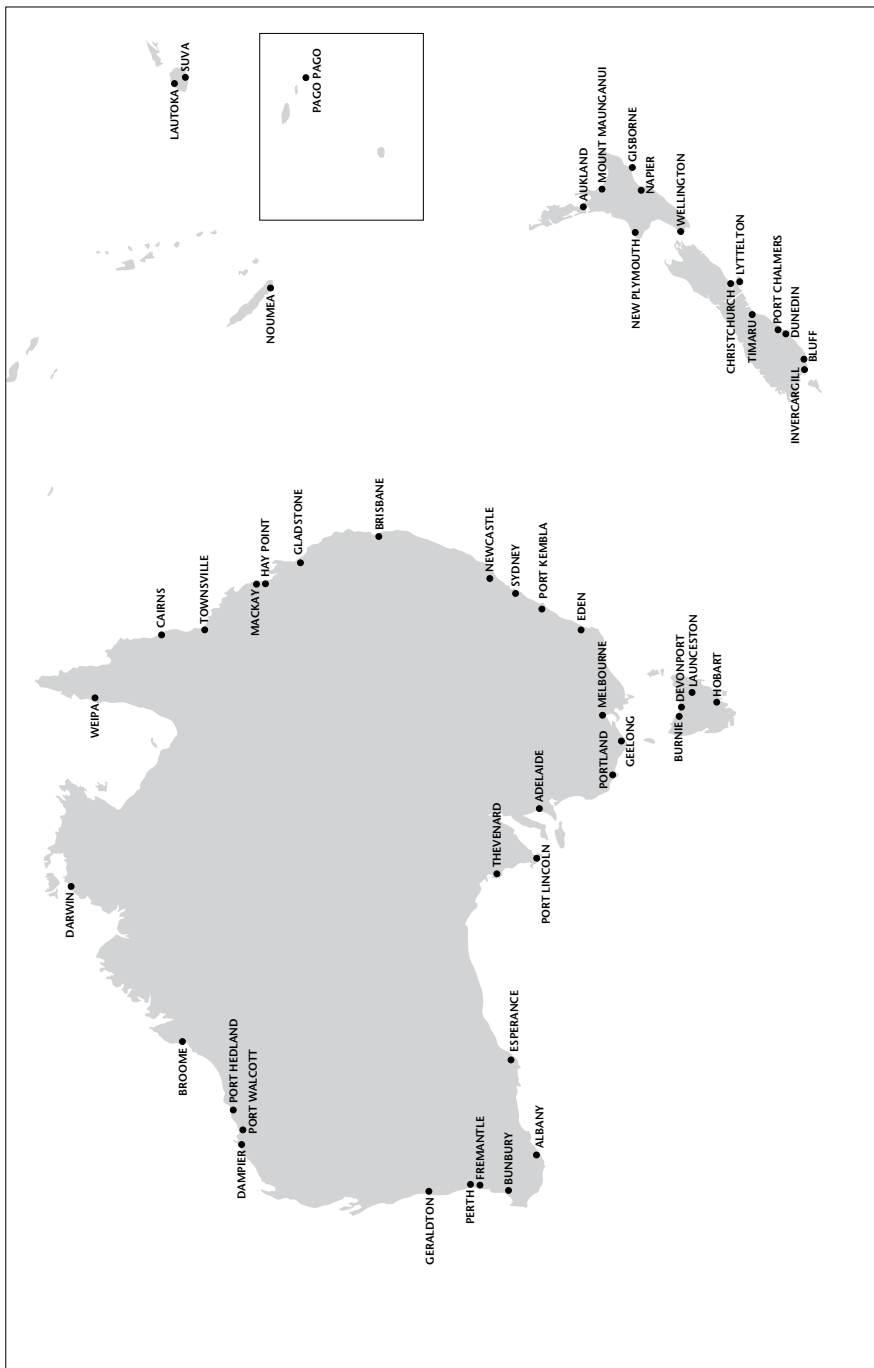 LAUTOKA
SUVA
PAGO PAGO
NOUMEA
AUKLAND
MOUNT MAUNGANUI
GISBORNE
NAPIER
NEW PLYMOUTH
WELLINGTON
CHRISTCHURCH
LYTTELTON
TIMARU
PORT CHALMERS
DUNEDIN
INVERCARGILL
BLUFF
WEIPA
CAIRNS
TOWNSVILLE
MACKAY
HAY POINT
GLADSTONE
BRISBANE
NEWCASTLE
SYDNEY
PORT KEMBLA
EDEN
MELBOURNE
GEELONG
PORTLAND
BURNIE
DEVONPORT
LAUNCESTON
HOBART
ADELAIDE
THEVENARD
PORT LINCOLN
DARWIN
BROOME
PORT HEDLAND
PORT WALCOTT
DAMPIER
GERALDTON
PERTH
FREMANTLE
BUNBURY
ALBANY
ESPERANCE